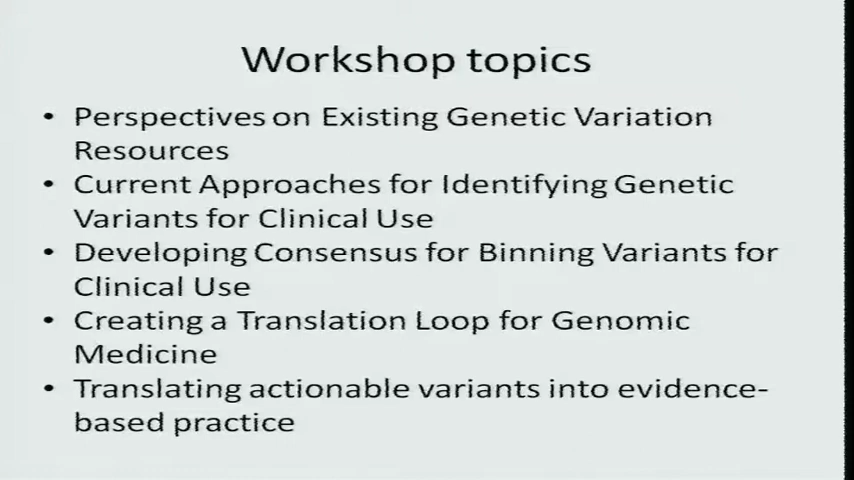 Workshop topics
• Perspectives on Existing Genetic Variation
Resources
• Current Approaches for Identifying Genetic
Variants for Clinical Use
• Developing Consensus for Binning Variants for
Clinical Use
• Creating a Translation Loop for Genomic
Medicine
• Translating actionable variants into evidence-
based practice